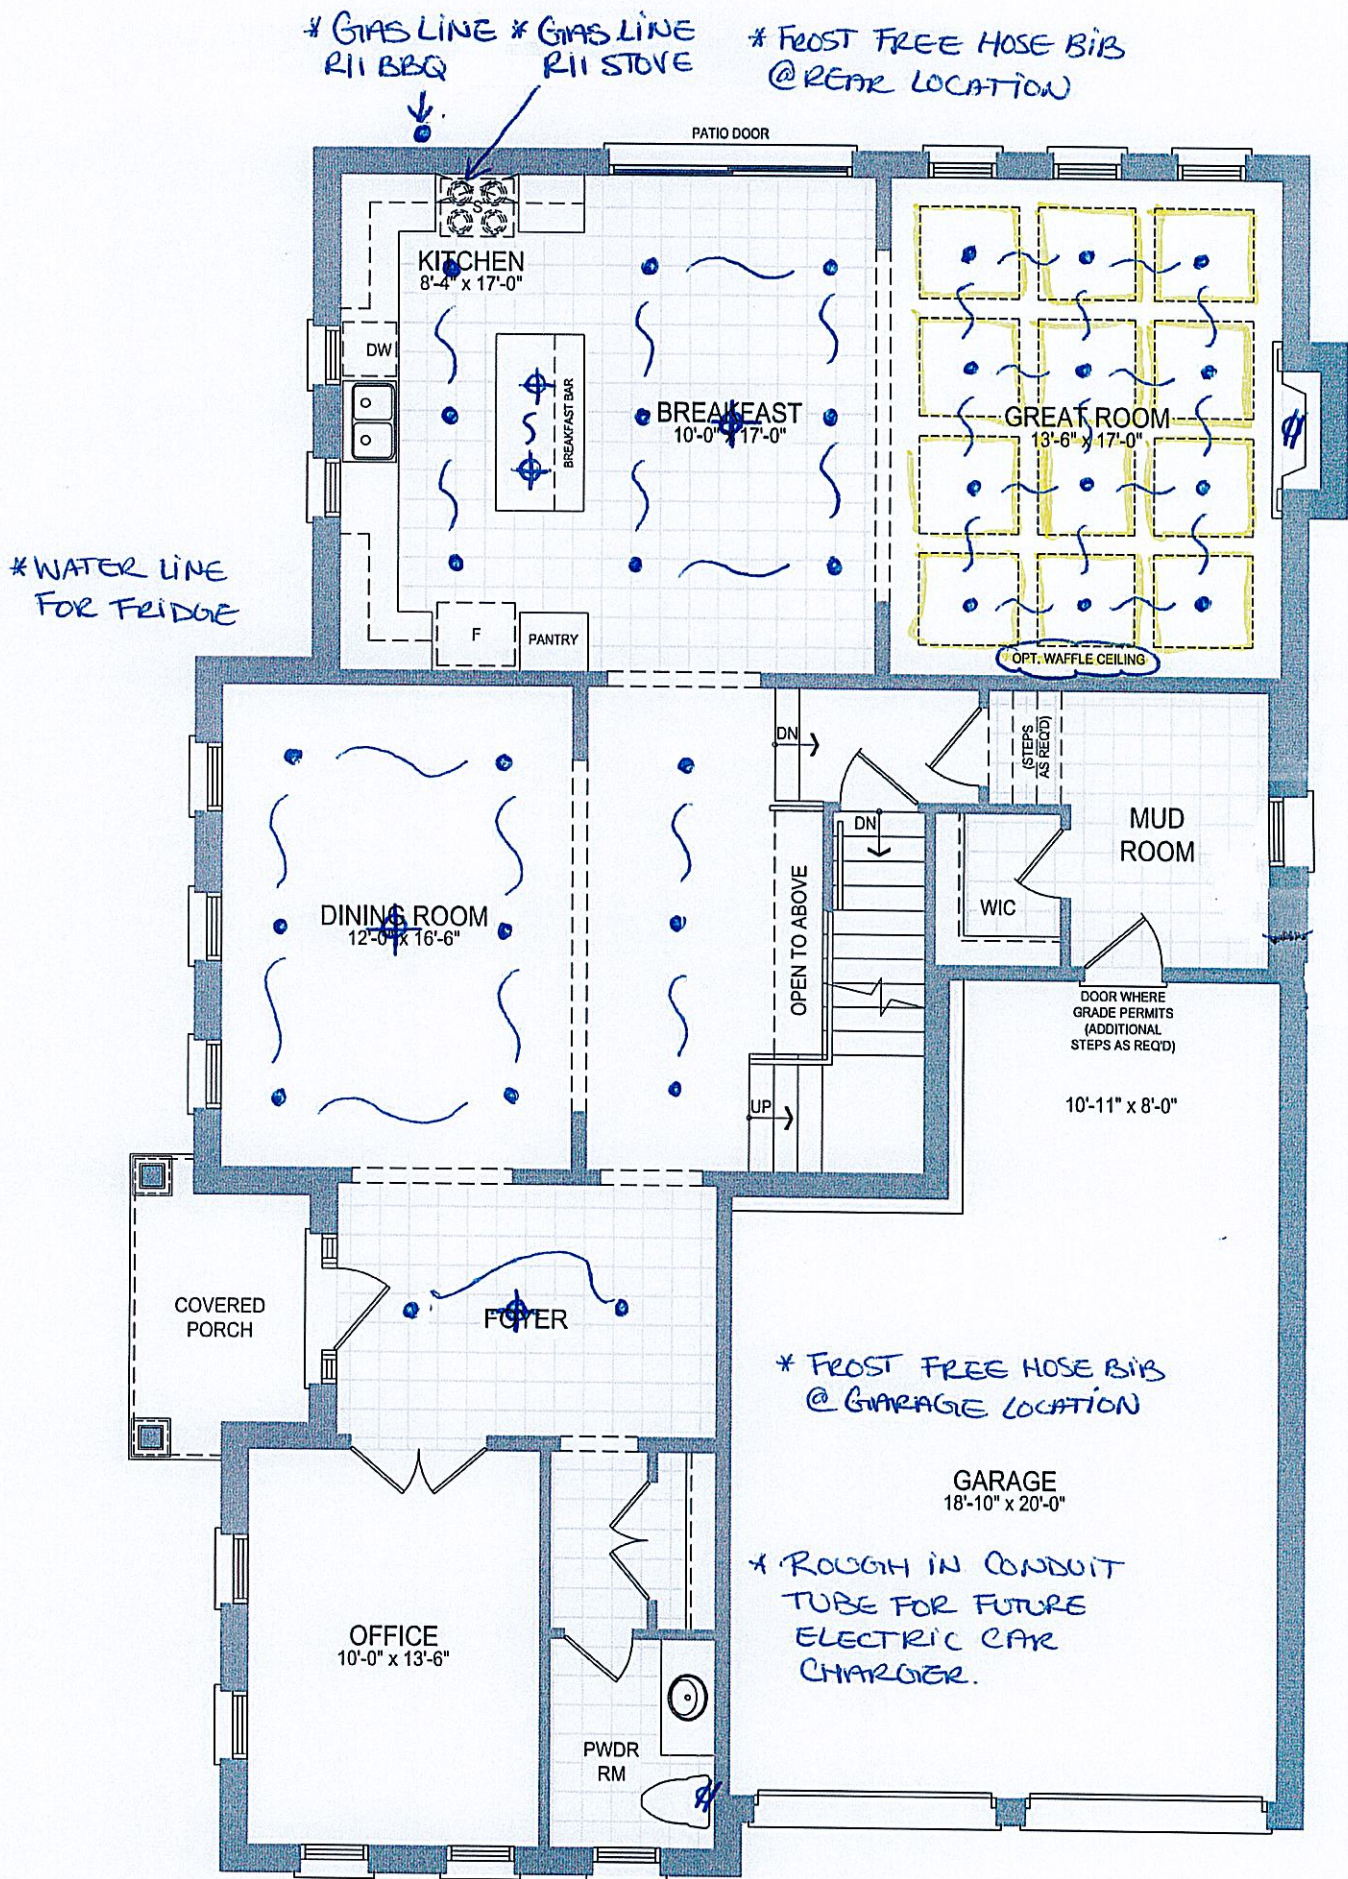 * GAS LINE
R/I BBQ
* GAS LINE
R/I STOVE
* FROST FREE HOSE BIB
@ REAR LOCATION
PATIO DOOR
S
KITCHEN
8'-4" x 17'-0"
DW
BREAKFAST BAR
BREAKFAST
10'-0" x 17'-0"
GREAT ROOM
13'-6" x 17'-0"
* WATER LINE
FOR FRIDGE
F
PANTRY
OPT. WAFFLE CEILING
DN
(STEPS
AS REQ'D)
DN
MUD
ROOM
WIC
OPEN TO ABOVE
DINING ROOM
12'-0" x 16'-6"
DOOR WHERE
GRADE PERMITS
(ADDITIONAL
STEPS AS REQ'D)
10'-11" x 8'-0"
UP
COVERED
PORCH
FOYER
* FROST FREE HOSE BIB
@ GARAGE LOCATION
GARAGE
18'-10" x 20'-0"
* ROUGH IN CONDUIT
TUBE FOR FUTURE
ELECTRIC CAR
CHARGER.
OFFICE
10'-0" x 13'-6"
PWDR
RM